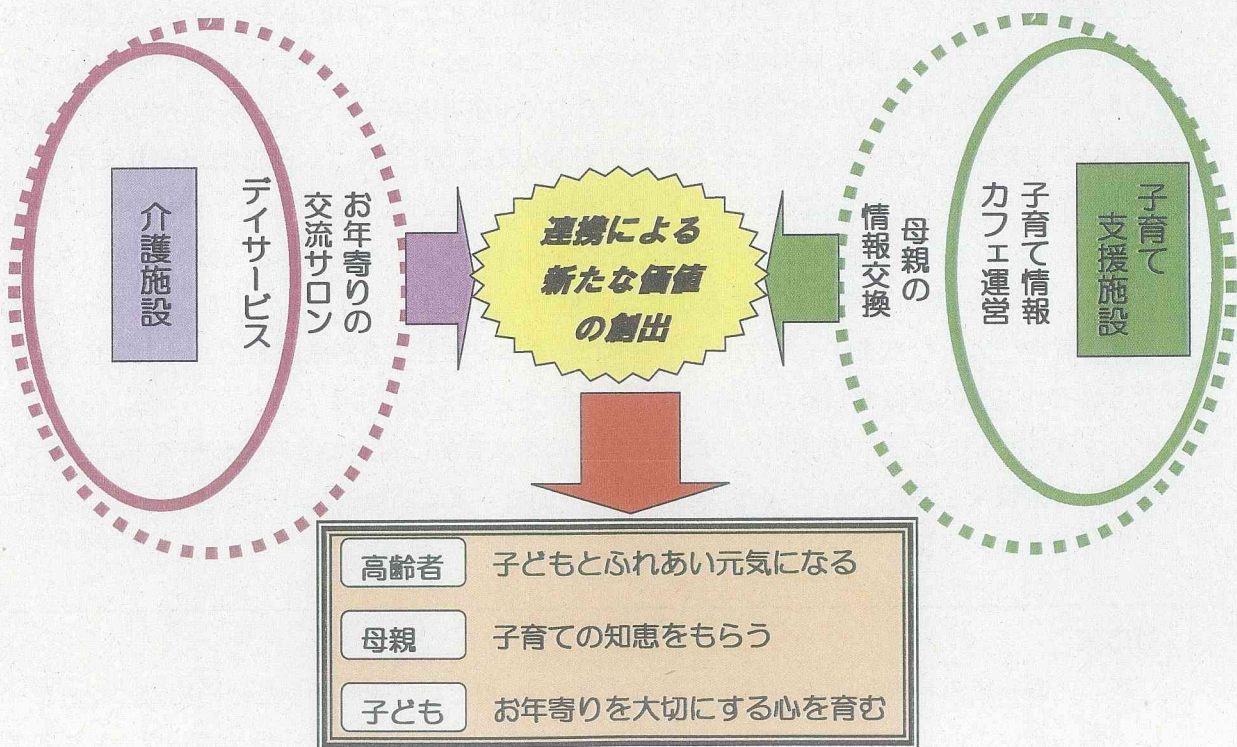 介護施設
デイサービス
お年寄りの
交流サロン
連携による
新たな価値
の創出
母親の
情報交換
子育て情報
カフェ運営
子育て
支援施設
高齢者 子どもとふれあい元気になる
母親 子育ての知恵をもらう
子ども お年寄りを大切にする心を育む